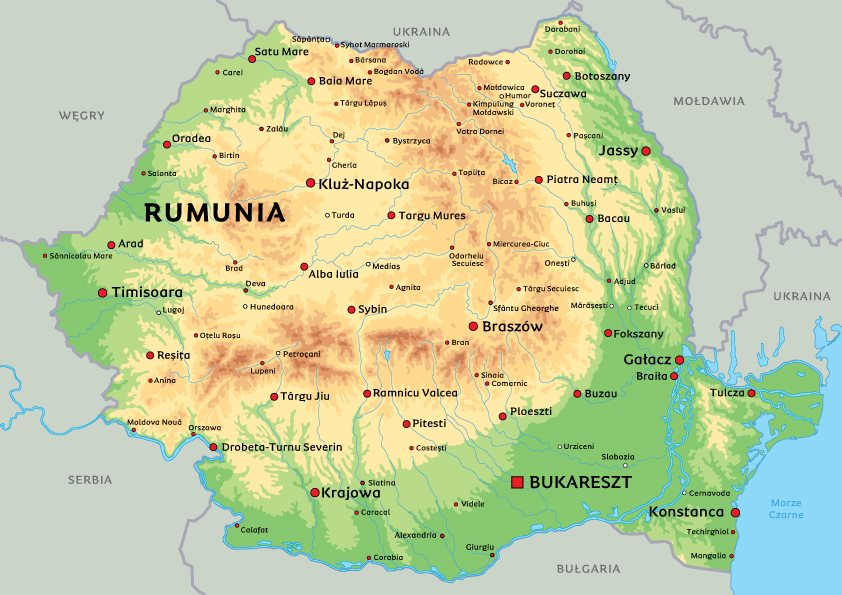 UKRAINA
Darabani
Săpânța
Syhot Marmaroski
Satu Mare
Dorohoi
Bârsana
Radowce
Carei
Bogdan Vodă
Botoszany
Baia Mare
Mołdawica
Suczawa
Humor
WĘGRY
MOŁDAWIA
Marghita
Târgu Lăpuș
Kimpulung
Mołdawski
Voroneț
Zalău
Vatra Dornei
Oradea
Dej
Bystrzyca
Pașcani
Jassy
Birtin
Gherla
Salonta
Toplița
Bicaz
Piatra Neamț
Kluż-Napoka
Buhuși
RUMUNIA
Turda
Targu Mures
Bacau
Vaslui
Arad
Miercurea-Ciuc
Sânnicolau Mare
Odorheiu
Secuiesc
Brad
Alba Iulia
Mediaș
Onești
Bârlad
Timisoara
Deva
Agnita
Târgu Secuiesc
Adjud
UKRAINA
Lugoj
Hunedoara
Sybin
Sfântu Gheorghe
Mărășești
Tecuci
Braszów
Oțelu Roșu
Fokszany
Reșița
Petroçani
Bran
Gałacz
Lupeni
Braiła
Anina
Sinaia
Comarnic
Târgu Jiu
Ramnicu Valcea
Buzau
Tulcza
Moldova Nouă
Ploeszti
Orszowa
Pitesti
Drobeta-Turnu Severin
Costești
Urziceni
Slobozia
SERBIA
Slatina
BUKARESZT
Krajowa
Cernavoda
Caracal
Videle
Konstanca
Morze
Czarne
Calafat
Alexandria
Techirghiol
Giurgiu
Corabia
Mangalia
BUŁGARIA